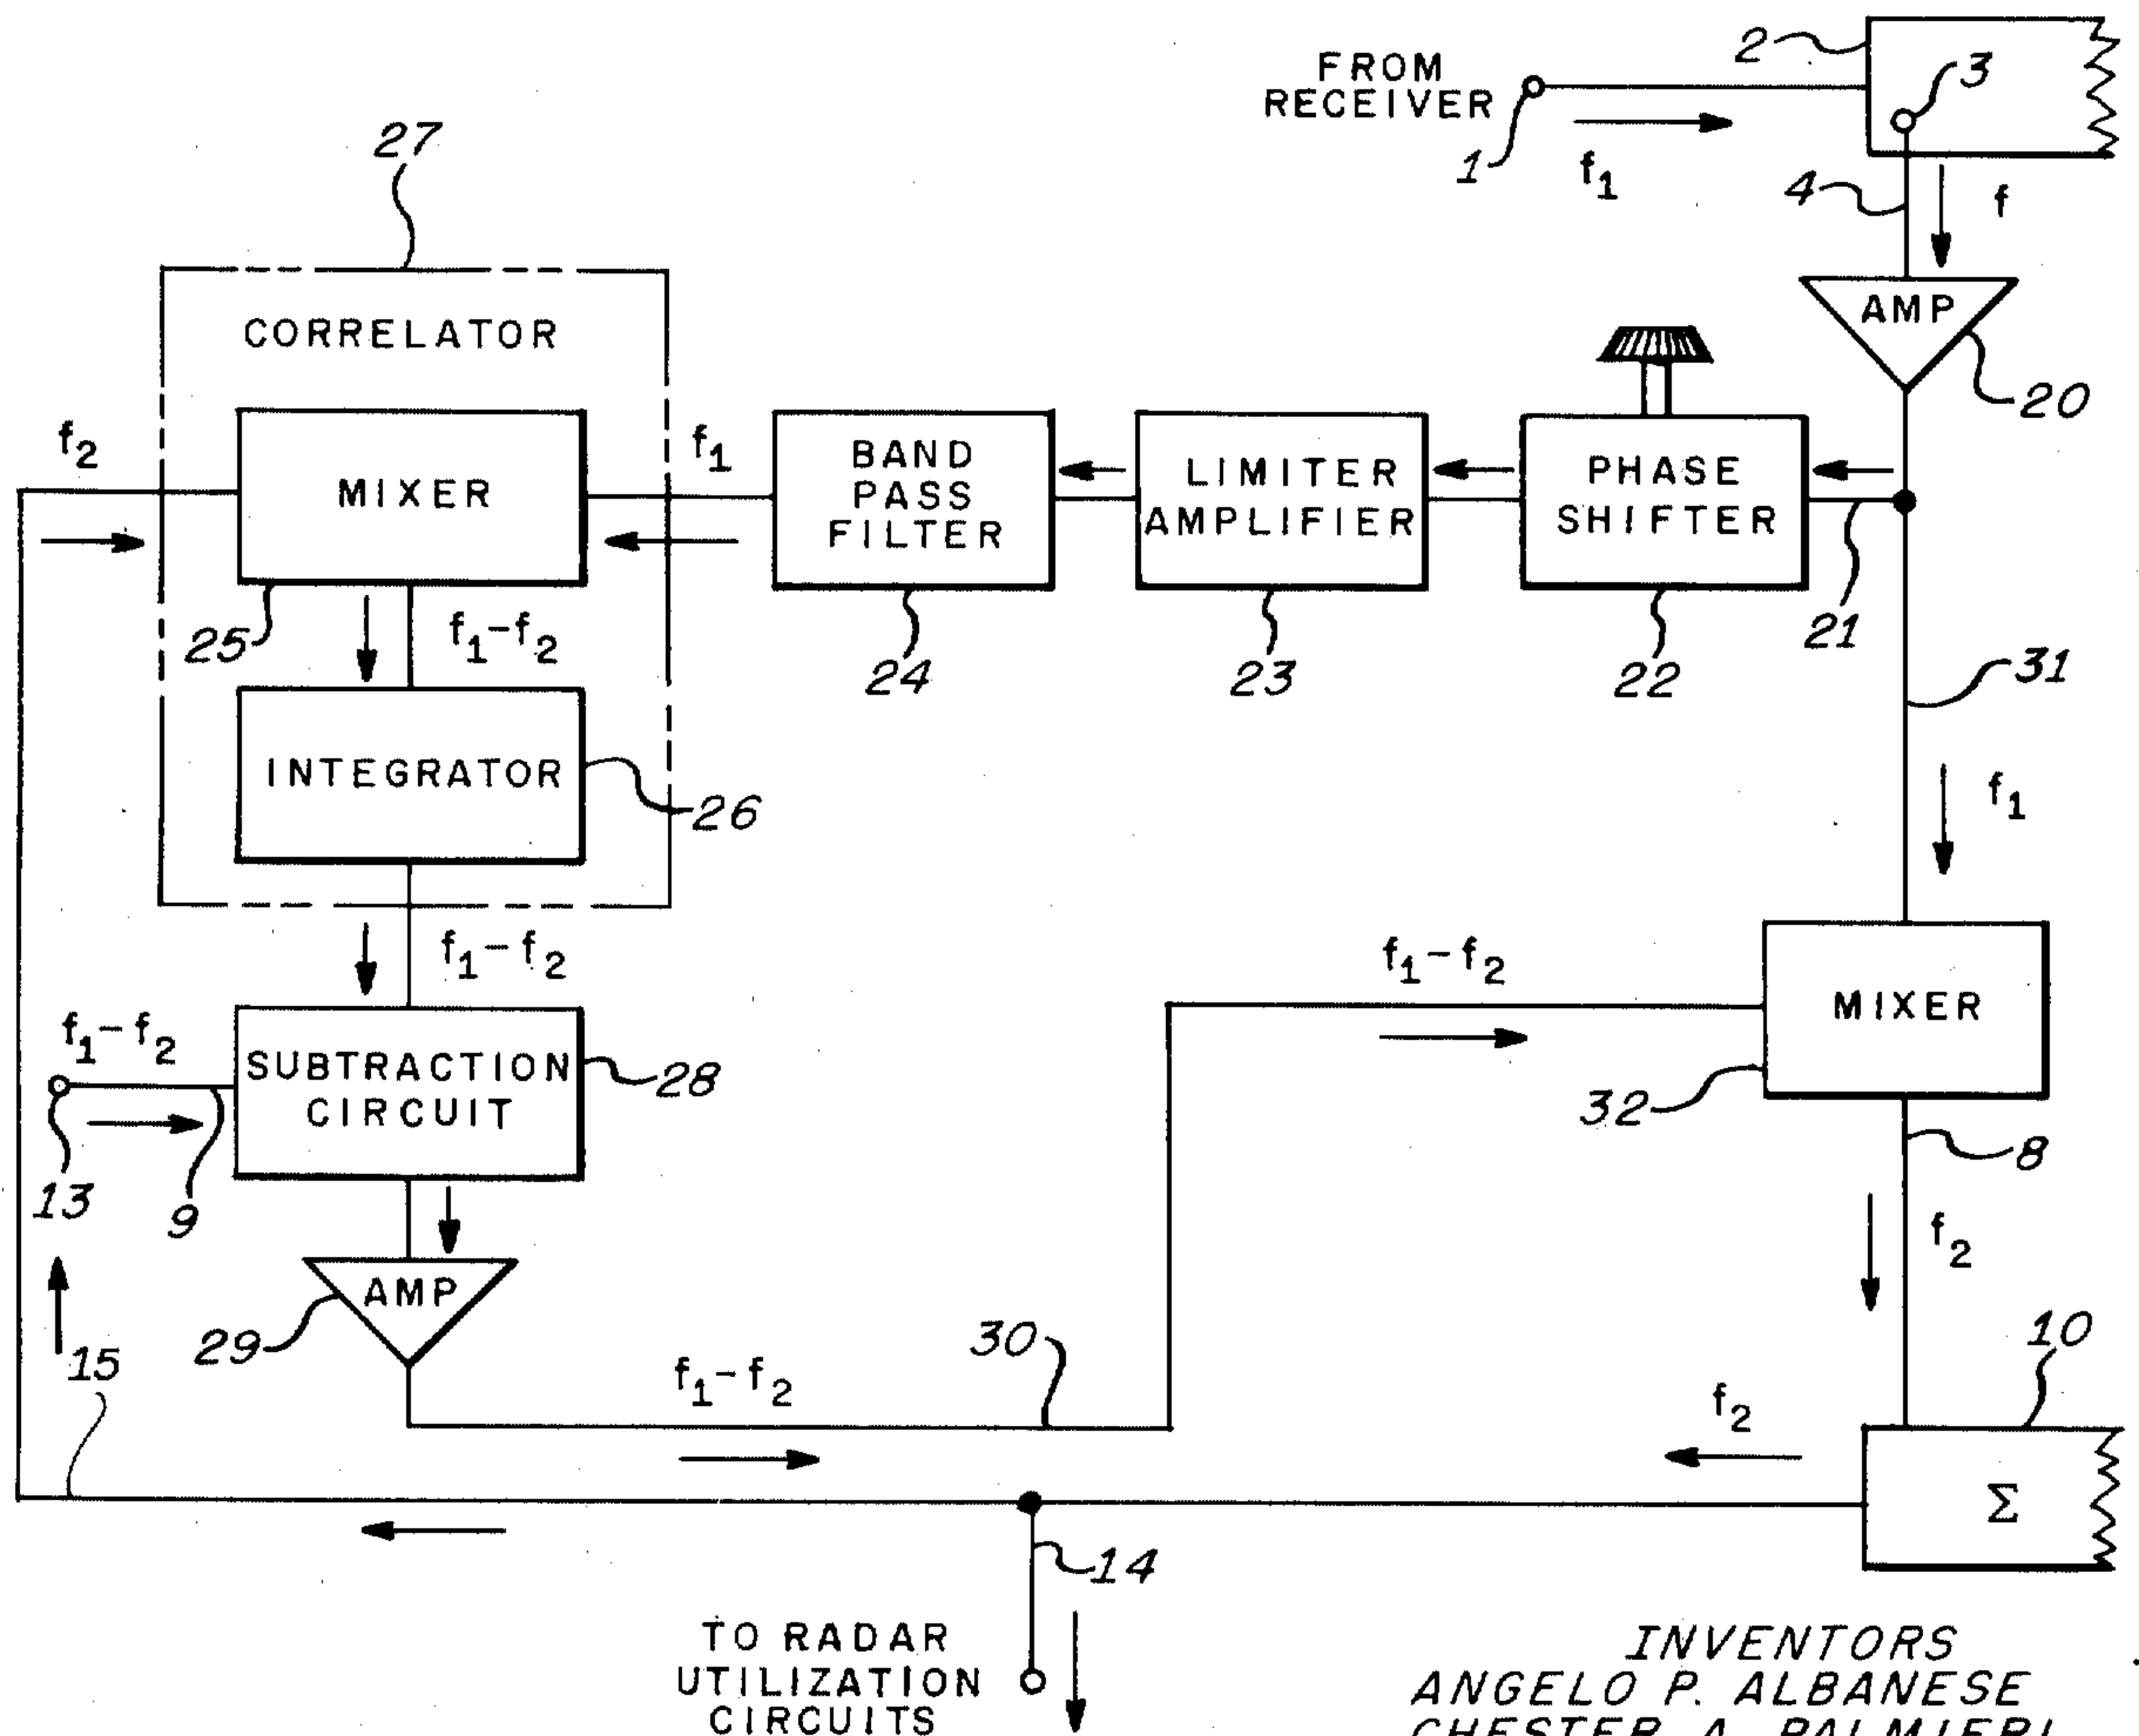 FROM
RECEIVER
1
f1
2
3
4
f
AMP
20
27
CORRELATOR
f2
MIXER
25
f1
BAND
PASS
FILTER
24
LIMITER
AMPLIFIER
23
PHASE
SHIFTER
22
21
31
f1-f2
INTEGRATOR
26
f1
f1-f2
f1-f2
MIXER
32
f1-f2
SUBTRACTION
CIRCUIT
28
13
9
8
f2
AMP
29
15
f1-f2
30
10
f2
Σ
14
TO RADAR
UTILIZATION
CIRCUITS
INVENTORS
ANGELO P. ALBANESE
CHESTER A. PALMIERI